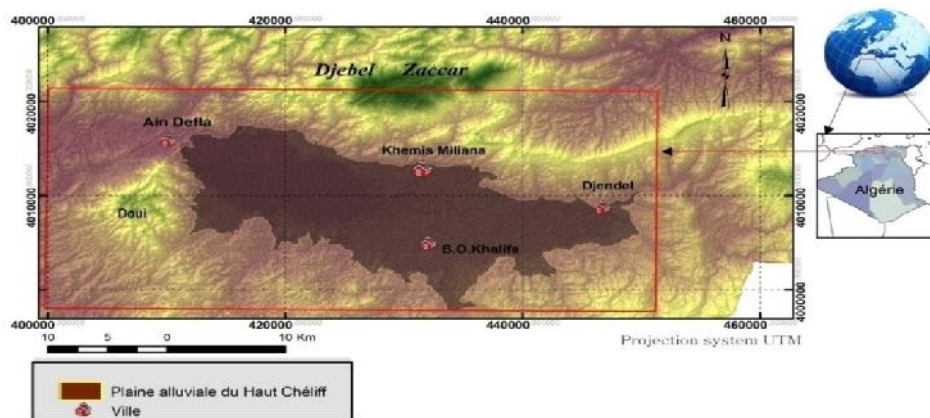 400000 420000 440000 460000
N
Djebel Zaccar
4020000
4020000
Ain Defla
Khemis Miliana
Djendel
Algérie
4010000
Doui
4010000
B.O.Khalifa
4000000
400000 420000 440000 460000
10 5 0 10 Km
Projection system UTM
Plaine alluviale du Haut Chéliff
Ville